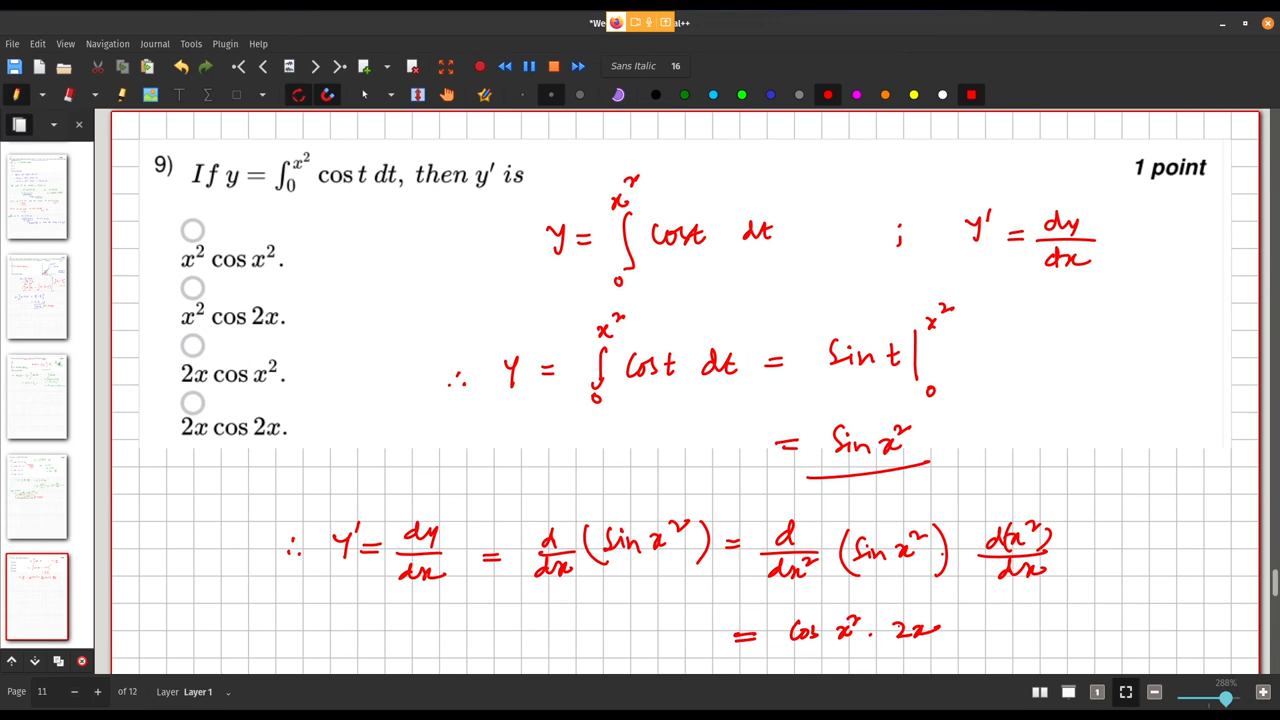 *We al++
File Edit View Navigation Journal Tools Plugin Help
Sans Italic 16
9) If y = ∫₀^{x²} cos t dt, then y′ is 1 point
x² cos x².
x² cos 2x.
2x cos x².
2x cos 2x.
y = ∫₀^{x²} cost dt ; y' = dy/dx
∴ y = ∫₀^{x²} cost dt = sin t |₀^{x²}
= sin x²
∴ y' = dy/dx = d/dx (sin x²) = d/dx² (sin x²) . d(x²)/dx
= cos x² . 2x
Page 11 of 12 Layer Layer 1 288%